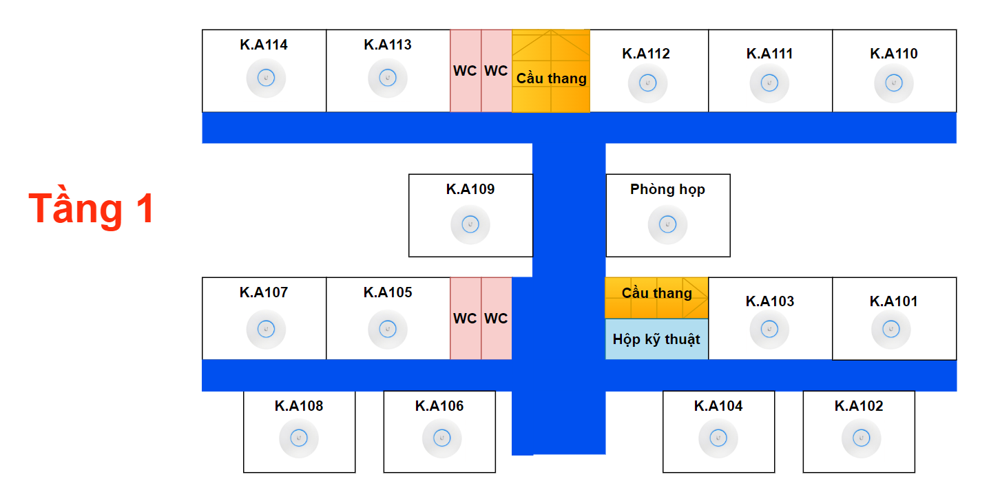 K.A114
K.A113
WC
WC
Cầu thang
K.A112
K.A111
K.A110
Tầng 1
K.A109
Phòng họp
K.A107
K.A105
WC
WC
Cầu thang
Hộp kỹ thuật
K.A103
K.A101
K.A108
K.A106
K.A104
K.A102